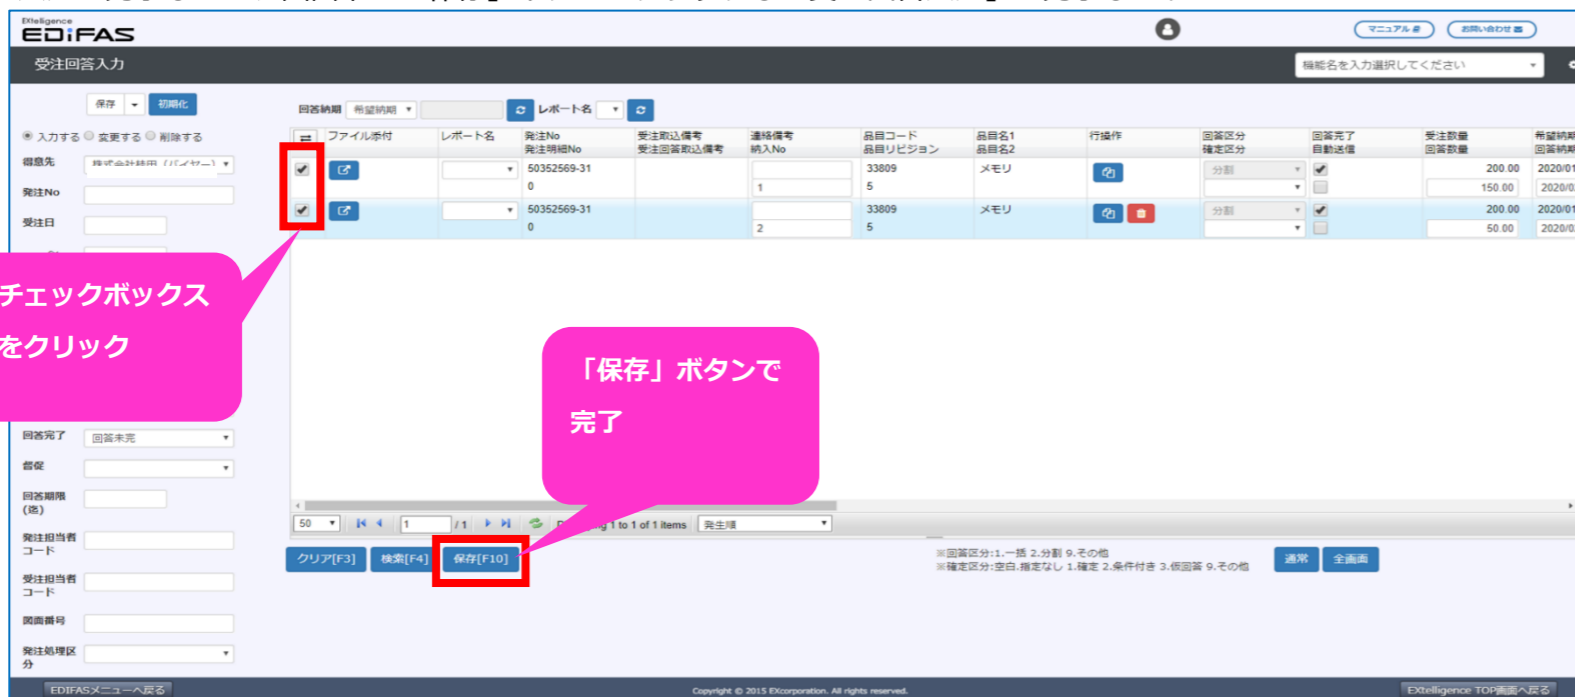 EXtelligence
EDiFAS
マニュアル
お問い合わせ
受注回答入力
機能名を入力選択してください
保存
初期化
回答納期 希望納期
レポート名
入力する 変更する 削除する
得意先
発注No
受注日
ファイル添付 レポート名 発注No 受注取込備考 連絡備考 品目コード 品目名1 行操作 回答区分 回答完了 受注数量 希望納期
発注明細No 受注回答取込備考 納入No 品目リビジョン 品目名2 確定区分 自動送信 回答数量 回答納期
50352569-31 33809 メモリ 分割 200.00 2020/01
0 1 5 150.00 2020/0
50352569-31 33809 メモリ 分割 200.00 2020/01
0 2 5 50.00 2020/0
チェックボックス
をクリック
「保存」ボタンで
完了
回答完了 回答未完
督促
回答期限
(迄)
発注担当者
コード
受注担当者
コード
図面番号
発注処理区
分
50 1 / 1 g 1 to 1 of 1 items 発生順
クリア[F3] 検索[F4] 保存[F10]
※回答区分:1.一括 2.分割 9.その他
※確定区分:空白.指定なし 1.確定 2.条件付き 3.仮回答 9.その他
通常 全画面
EDIFASメニューへ戻る
Copyright © 2015 EXcorporation. All rights reserved.
EXtelligence TOP画面へ戻る